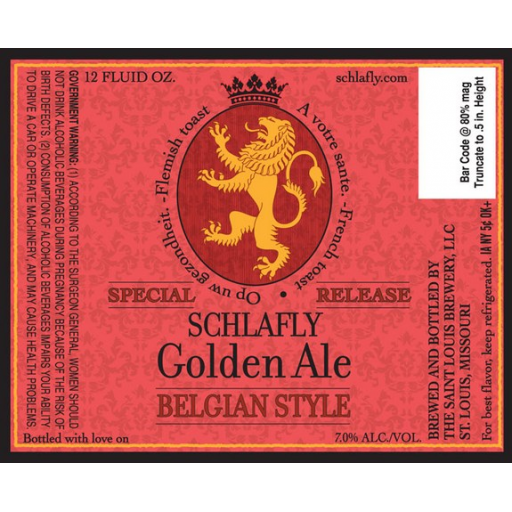 12 FLUID OZ.
schlafly.com
Op uw gezondheit. -Flemish toast
A votre sante. -French toast
SPECIAL • RELEASE
SCHLAFLY
Golden Ale
BELGIAN STYLE
Bottled with love on
7.0% ALC./VOL.
GOVERNMENT WARNING: (1) ACCORDING TO THE SURGEON GENERAL, WOMEN SHOULD
NOT DRINK ALCOHOLIC BEVERAGES DURING PREGNANCY BECAUSE OF THE RISK OF
BIRTH DEFECTS. (2) CONSUMPTION OF ALCOHOLIC BEVERAGES IMPAIRS YOUR ABILITY
TO DRIVE A CAR OR OPERATE MACHINERY, AND MAY CAUSE HEALTH PROBLEMS.
Bar Code @ 80% mag
Truncate to .5 in. Height
BREWED AND BOTTLED BY
THE SAINT LOUIS BREWERY, LLC
ST. LOUIS, MISSOURI
For best flavor, keep refrigerated. IA NY 5¢ OK+